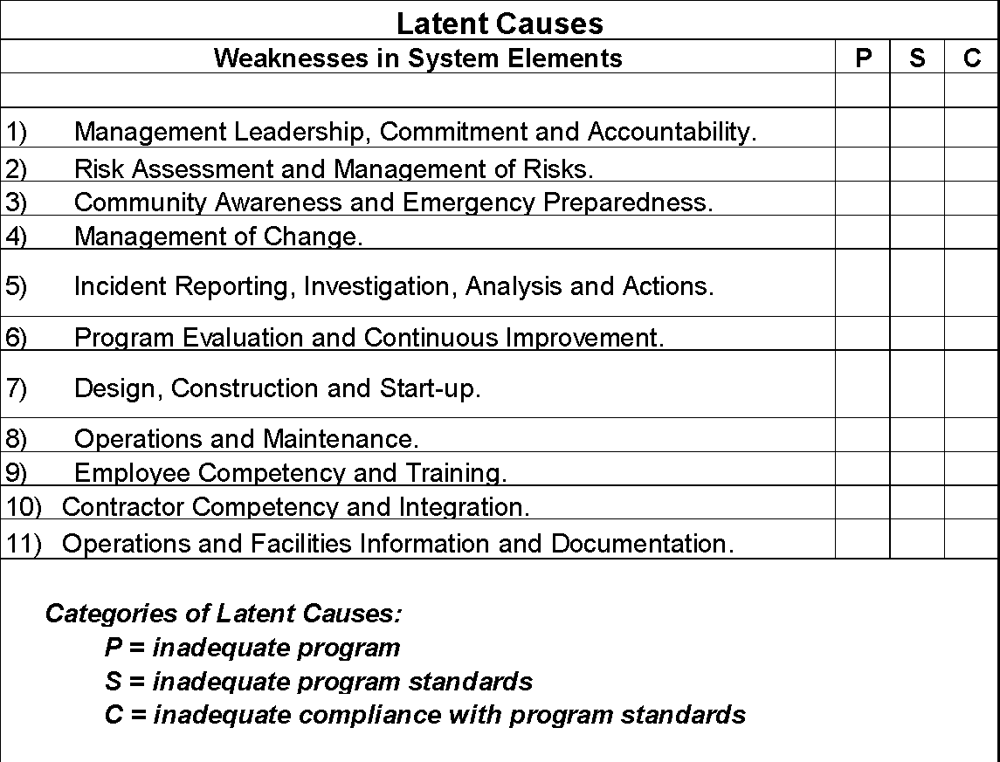 Latent Causes
Weaknesses in System Elements P S C
1) Management Leadership, Commitment and Accountability.
2) Risk Assessment and Management of Risks.
3) Community Awareness and Emergency Preparedness.
4) Management of Change.
5) Incident Reporting, Investigation, Analysis and Actions.
6) Program Evaluation and Continuous Improvement.
7) Design, Construction and Start-up.
8) Operations and Maintenance.
9) Employee Competency and Training.
10) Contractor Competency and Integration.
11) Operations and Facilities Information and Documentation.
Categories of Latent Causes:
P = inadequate program
S = inadequate program standards
C = inadequate compliance with program standards